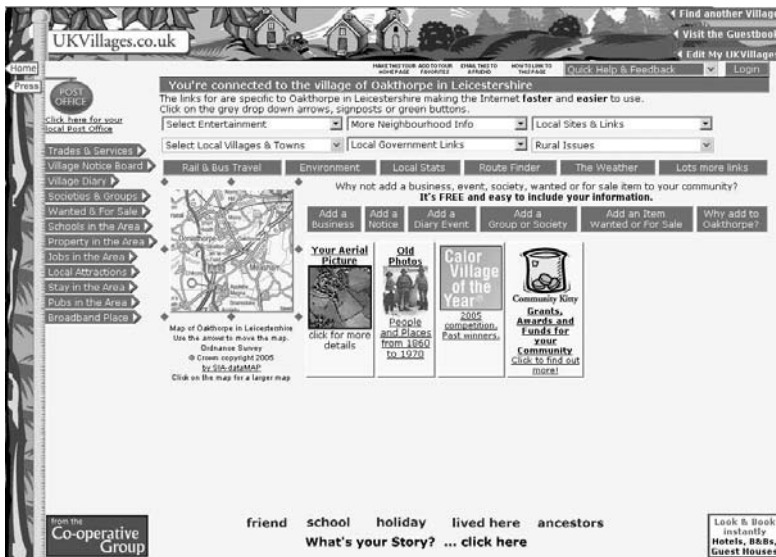 UKVillages.co.uk
Find another Village
Visit the Guestbook
Edit My UKVillages
Home
Press
MAKE THIS YOUR HOMEPAGE
ADD TO YOUR FAVORITES
EMAIL THIS TO A FRIEND
HOW TO LINK TO THIS PAGE
Quick Help & Feedback
Login
POST OFFICE
Click here for your
local Post Office
You're connected to the village of Oakthorpe in Leicestershire
The links for are specific to Oakthorpe in Leicestershire making the Internet faster and easier to use.
Click on the grey drop down arrows, signposts or green buttons.
Select Entertainment
More Neighbourhood Info
Local Sites & Links
Select Local Villages & Towns
Local Government Links
Rural Issues
Rail & Bus Travel
Environment
Local Stats
Route Finder
The Weather
Lots more links
Trades & Services
Village Notice Board
Village Diary
Societies & Groups
Wanted & For Sale
Schools in the Area
Property in the Area
Jobs in the Area
Local Attractions
Stay in the Area
Pubs in the Area
Broadband Place
Why not add a business, event, society, wanted or for sale item to your community?
It's FREE and easy to include your information.
Add a
Business
Add a
Notice
Add a
Diary Event
Add a
Group or Society
Add an Item
Wanted or For Sale
Why add to
Oakthorpe?
Measham
Map of Oakthorpe in Leicestershire
Use the arrows to move the map.
Ordnance Survey
© Crown copyright 2005
by SIA dataMAP
Click on the map for a larger map
Your Aerial
Picture
click for more
details
Old
Photos
People
and Places
from 1860
to 1970
Calor
Village
of the
Year
2005
competition.
Past winners.
Community Kitty
Grants,
Awards and
Funds for
your
Community
Click to find out
more!
from the
Co-operative
Group
friend school holiday lived here ancestors
What's your Story? ... click here
Look & Book
instantly
Hotels, B&Bs,
Guest Houses